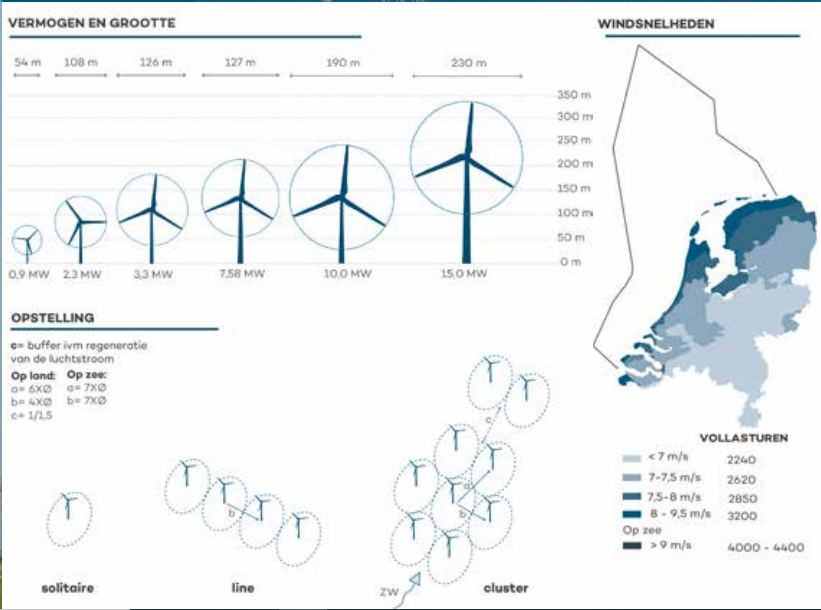 VERMOGEN EN GROOTTE
54 m 108 m 126 m 127 m 190 m 230 m
350 m
300 m
250 m
200 m
150 m
100 m
50 m
0 m
0,9 MW 2.3 MW 3,3 MW 7,58 MW 10.0 MW 15,0 MW
OPSTELLING
c= buffer ivm regeneratie
van de luchtstroom
Op land: Op zee:
a= 6XØ a= 7XØ
b= 4XØ b= 7XØ
c= 1/1,5
b
c
a
b
ZW
solitaire line cluster
WINDSNELHEDEN
VOLLASTUREN
< 7 m/s 2240
7-7,5 m/s 2620
7,5-8 m/s 2850
8 - 9,5 m/s 3200
Op zee
> 9 m/s 4000 - 4400